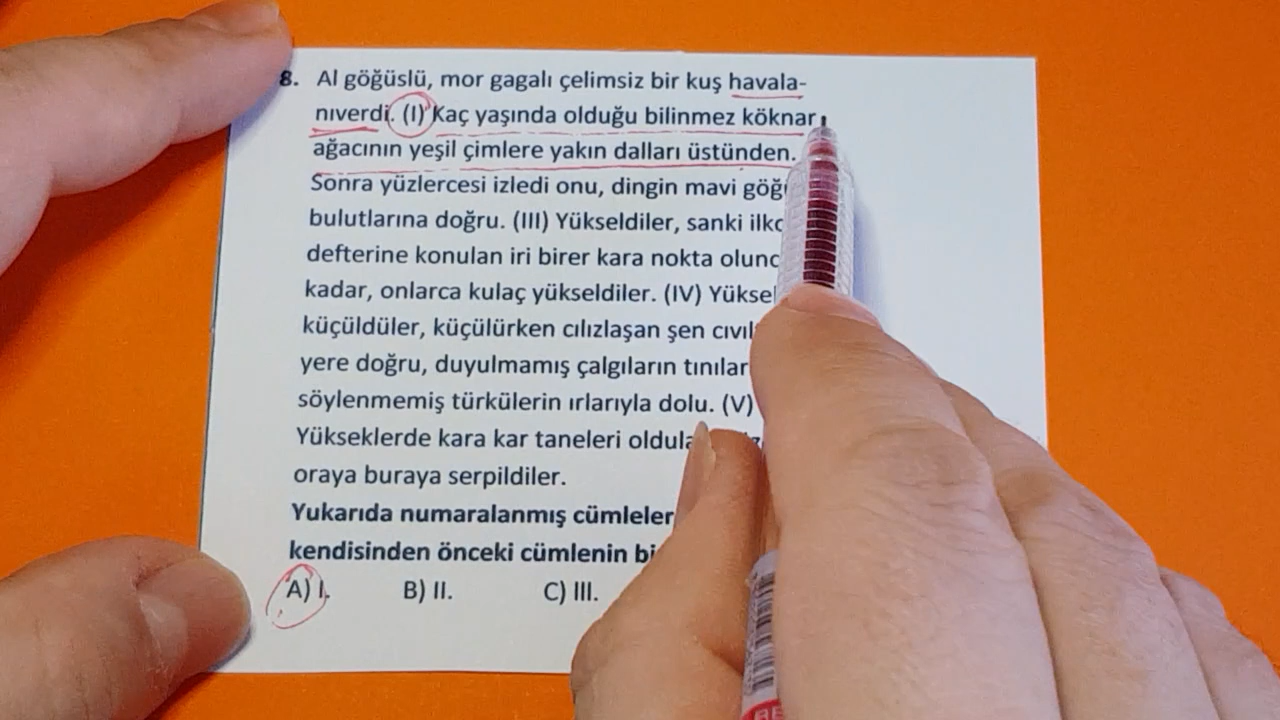 8. Al göğüslü, mor gagalı çelimsiz bir kuş havala-
nıverdi. (I) Kaç yaşında olduğu bilinmez köknar
ağacının yeşil çimlere yakın dalları üstünden.
Sonra yüzlercesi izledi onu, dingin mavi
bulutlarına doğru. (III) Yükseldiler, sanki
defterine konulan iri birer kara nokta
kadar, onlarca kulaç yükseldiler. (IV)
küçüldüler, küçülürken cılızlaşan şen
yere doğru, duyulmamış çalgıların
söylenmemiş türkülerin ırlarıyla dolu. (V)
Yükseklerde kara kar taneleri
oraya buraya serpildiler.
Yukarıda numaralanmış
kendisinden önceki cümlenin
A) I. B) II. C) III.